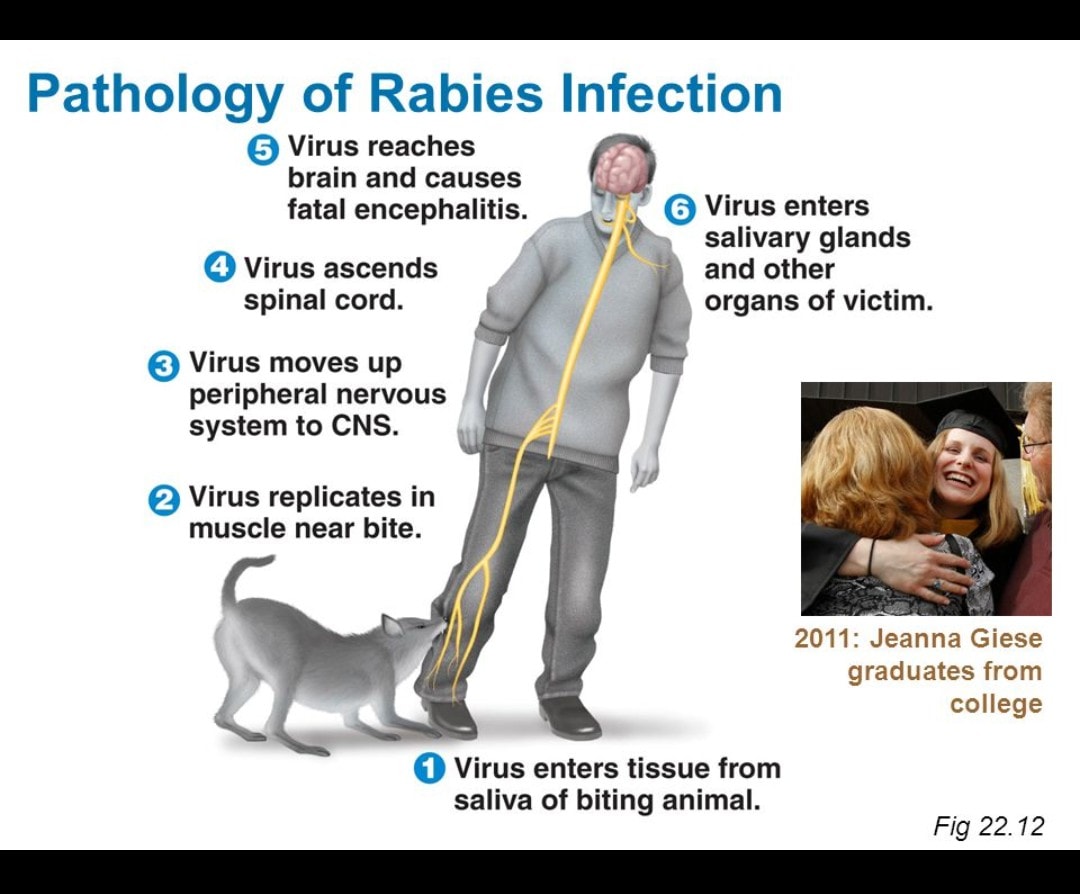 Pathology of Rabies Infection
5 Virus reaches
brain and causes
fatal encephalitis.
6 Virus enters
salivary glands
and other
organs of victim.
4 Virus ascends
spinal cord.
3 Virus moves up
peripheral nervous
system to CNS.
2 Virus replicates in
muscle near bite.
2011: Jeanna Giese
graduates from
college
1 Virus enters tissue from
saliva of biting animal.
Fig 22.12